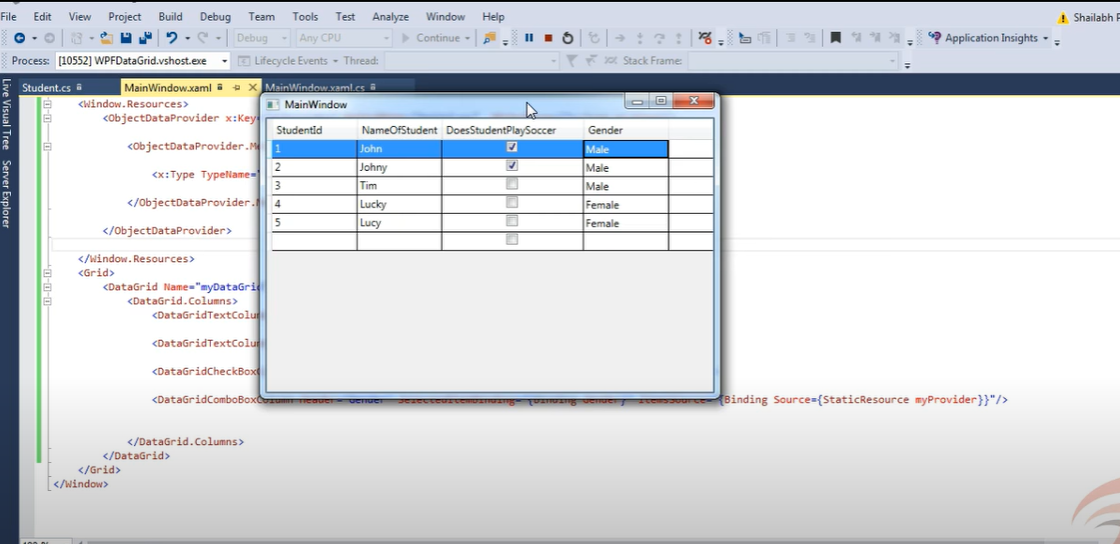 File Edit View Project Build Debug Team Tools Test Analyze Window Help Shailabh
Debug Any CPU Continue Application Insights
Process: [10552] WPFDataGrid.vshost.exe Lifecycle Events Thread: Stack Frame:
Live Visual Tree
Server Explorer
Student.cs MainWindow.xaml MainWindow.xaml.cs
<Window.Resources>
<ObjectDataProvider x:Key=
<ObjectDataProvider.Me
<x:Type TypeName="
</ObjectDataProvider.M
</ObjectDataProvider>
</Window.Resources>
<Grid>
<DataGrid Name="myDataGrid
<DataGrid.Columns>
<DataGridTextColum
<DataGridTextColum
<DataGridCheckBoxC
<DataGridComboBoxColumn Header="Gender" SelectedItemBinding="{Binding Gender}" ItemsSource="{Binding Source={StaticResource myProvider}}"/>
</DataGrid.Columns>
</DataGrid>
</Grid>
</Window>
MainWindow
StudentId NameOfStudent DoesStudentPlaySoccer Gender
1 John Male
2 Johny Male
3 Tim Male
4 Lucky Female
5 Lucy Female